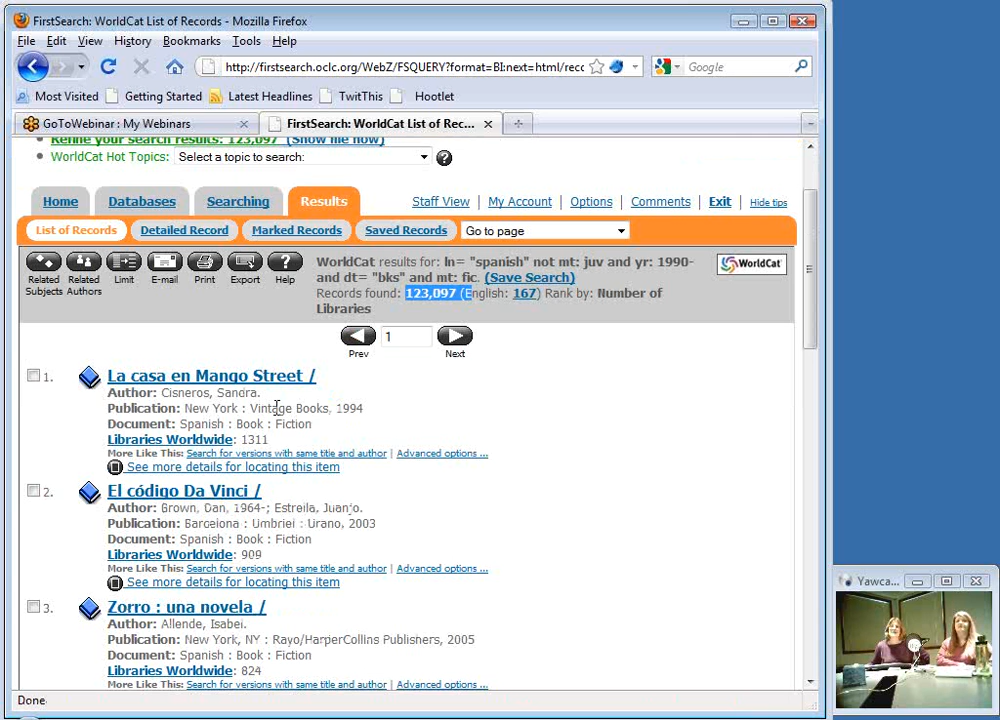 FirstSearch: WorldCat List of Records - Mozilla Firefox
File Edit View History Bookmarks Tools Help
http://firstsearch.oclc.org/WebZ/FSQUERY?format=BI:next=html/recc
Google
Most Visited Getting Started Latest Headlines TwitThis Hootlet
GoToWebinar : My Webinars
FirstSearch: WorldCat List of Rec...
Refine your search results: 123,097 (Show me how)
WorldCat Hot Topics: Select a topic to search:
Home Databases Searching Results
Staff View | My Account | Options | Comments | Exit | Hide tips
List of Records Detailed Record Marked Records Saved Records Go to page
Related Subjects Related Authors Limit E-mail Print Export Help
WorldCat results for: ln= "spanish" not mt: juv and yr: 1990-
and dt= "bks" and mt: fic. (Save Search)
Records found: 123,097 (English: 167) Rank by: Number of
Libraries
WorldCat
Prev 1 Next
1. La casa en Mango Street /
Author: Cisneros, Sandra.
Publication: New York : Vintage Books, 1994
Document: Spanish : Book : Fiction
Libraries Worldwide: 1311
More Like This: Search for versions with same title and author | Advanced options ...
See more details for locating this item
2. El código Da Vinci /
Author: Brown, Dan, 1964-; Estrella, Juanjo.
Publication: Barcelona : Umbriel : Urano, 2003
Document: Spanish : Book : Fiction
Libraries Worldwide: 909
More Like This: Search for versions with same title and author | Advanced options ...
See more details for locating this item
3. Zorro : una novela /
Author: Allende, Isabel.
Publication: New York, NY : Rayo/HarperCollins Publishers, 2005
Document: Spanish : Book : Fiction
Libraries Worldwide: 824
More Like This: Search for versions with same title and author | Advanced options ...
Done
Yawca...